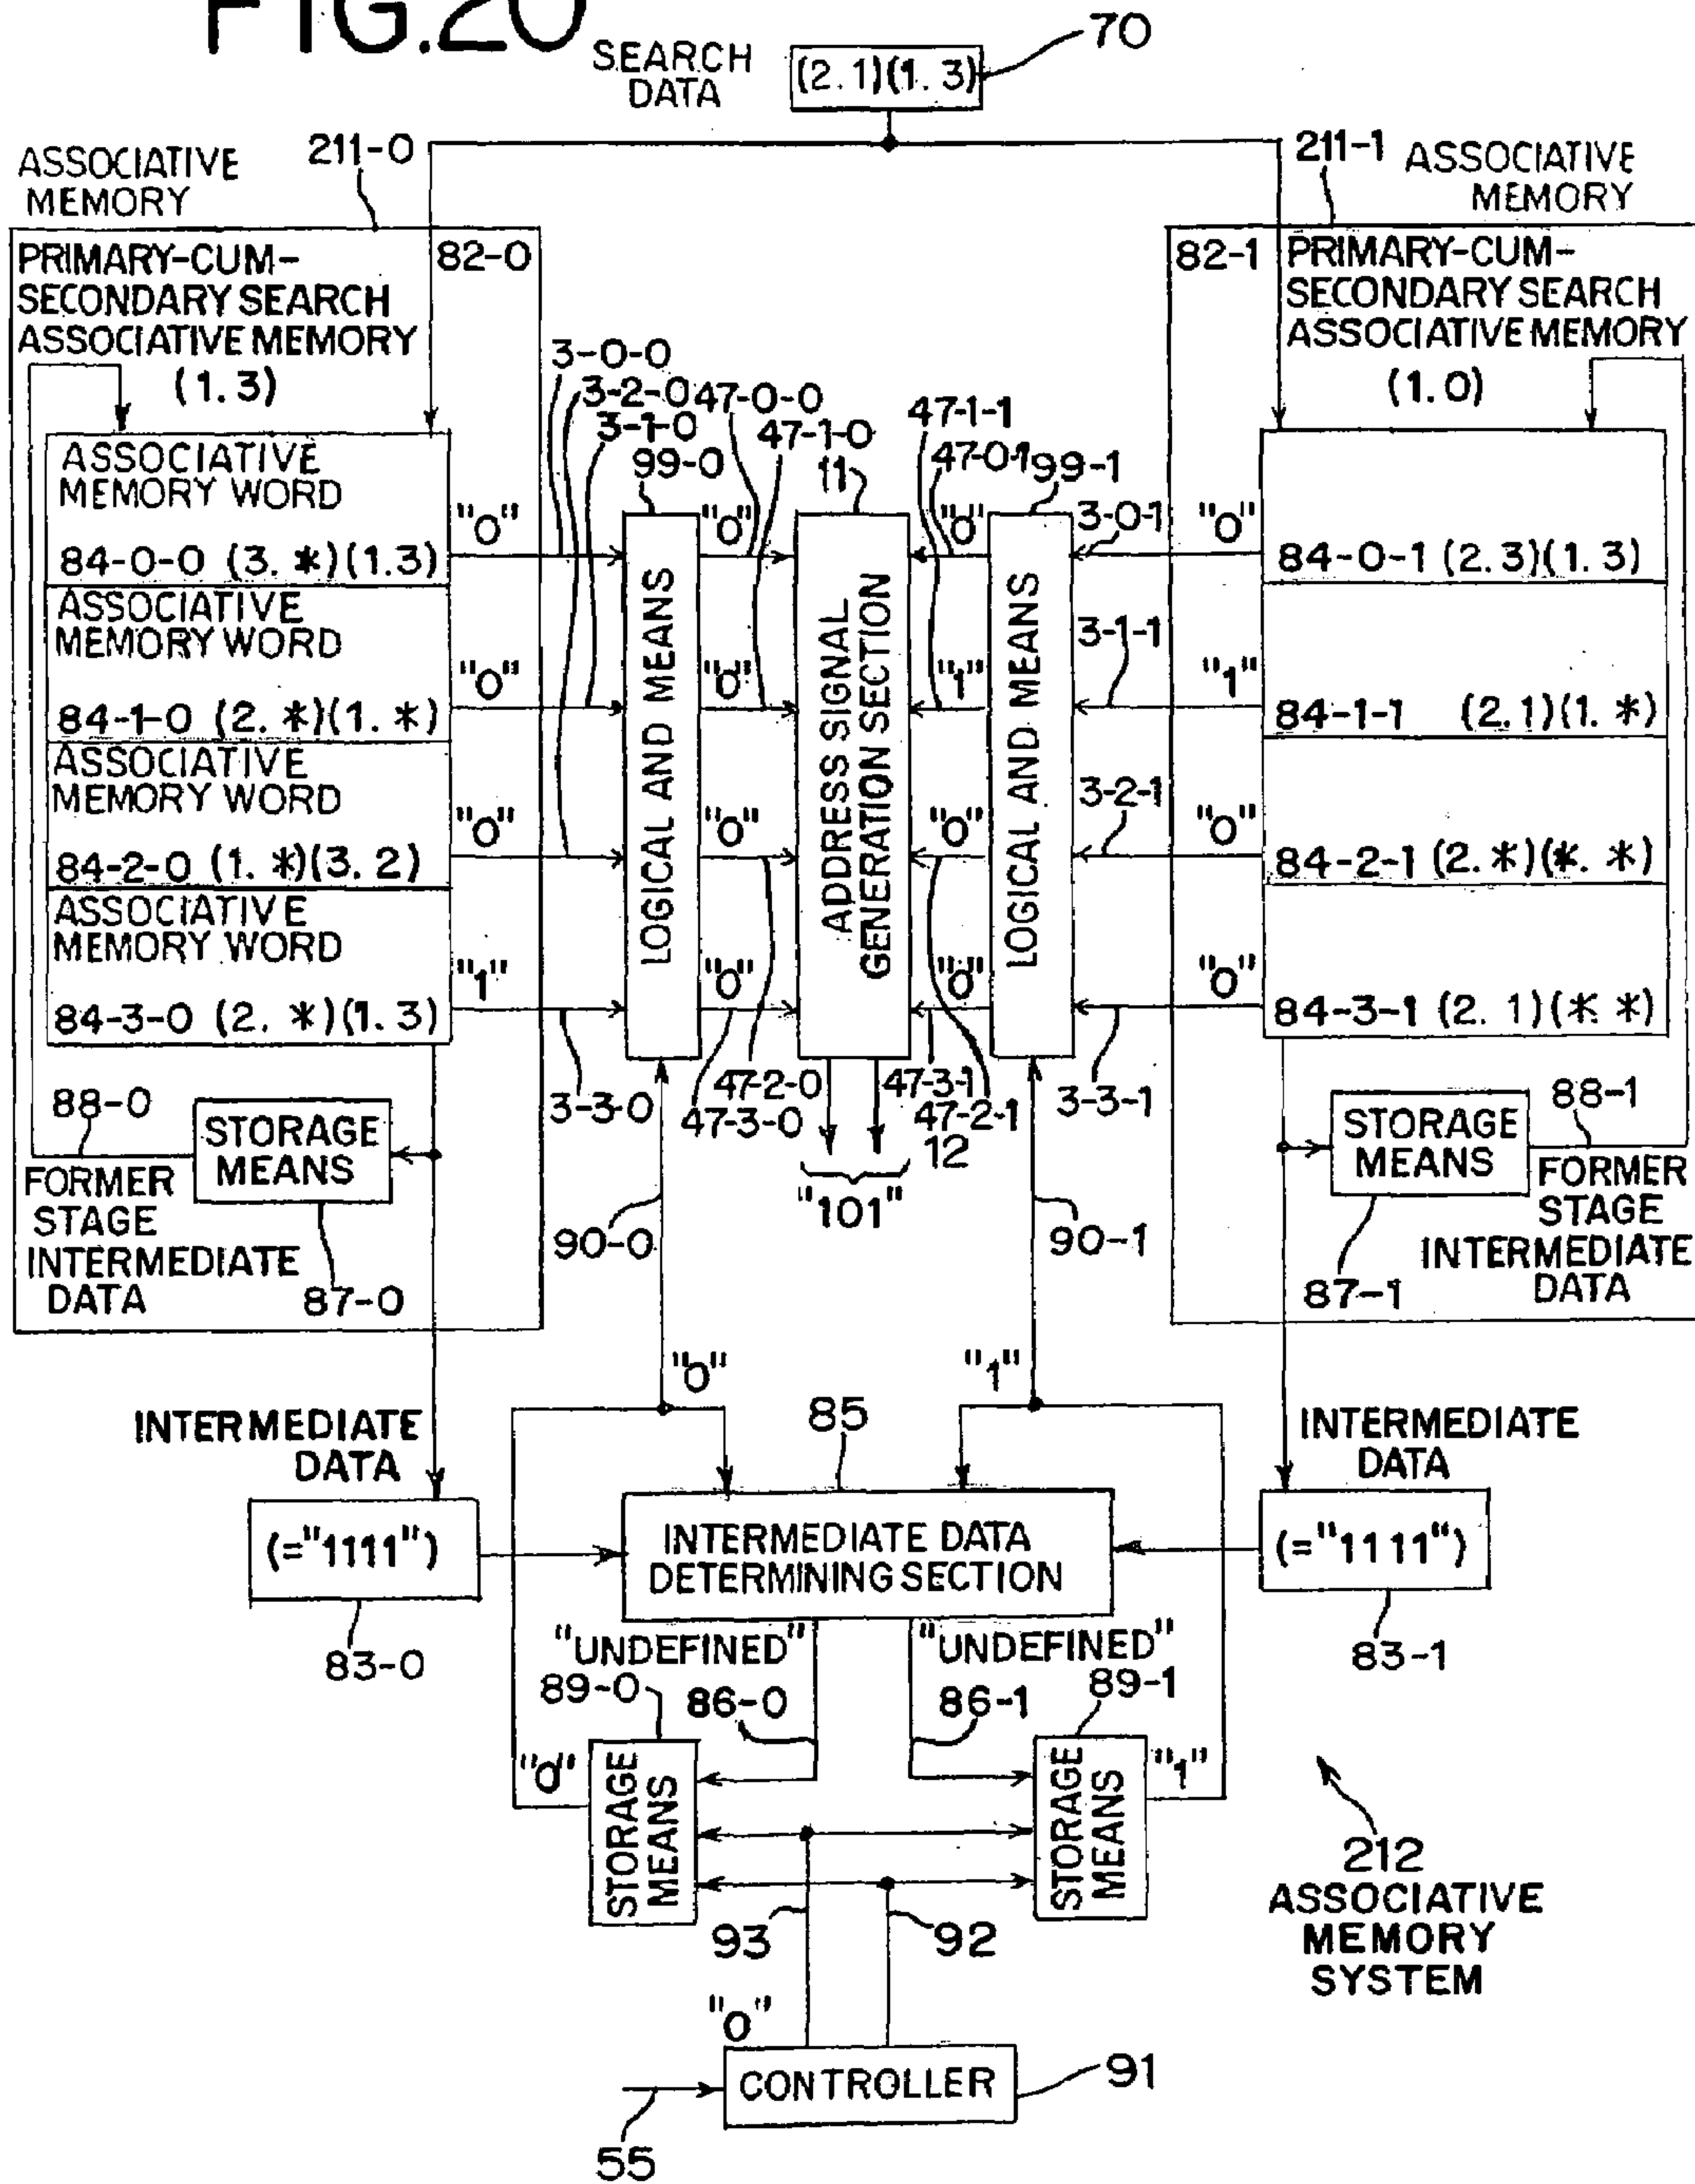 FIG.20
SEARCH
DATA
(2. 1)(1. 3)
70
ASSOCIATIVE
MEMORY
211-0
211-1
ASSOCIATIVE
MEMORY
PRIMARY-CUM-
SECONDARY SEARCH
ASSOCIATIVE MEMORY
(1. 3)
82-0
82-1
PRIMARY-CUM-
SECONDARY SEARCH
ASSOCIATIVE MEMORY
(1. 0)
3-0-0
3-2-0
3-1-0
99-0
47-0-0
47-1-0
11
47-1-1
47-0-1
99-1
3-0-1
3-1-1
3-2-1
ASSOCIATIVE
MEMORY WORD
84-0-0 (3. *)(1.3)
ASSOCIATIVE
MEMORY WORD
84-1-0 (2. *)(1. *)
ASSOCIATIVE
MEMORY WORD
84-2-0 (1. *)(3. 2)
ASSOCIATIVE
MEMORY WORD
84-3-0 (2. *)(1. 3)
"0"
"0"
"0"
"1"
LOGICAL AND MEANS
"0"
"0"
"0"
"0"
ADDRESS SIGNAL
GENERATION SECTION
"0"
"1"
"0"
"0"
LOGICAL AND MEANS
"0"
"1"
"0"
"0"
84-0-1 (2. 3)(1. 3)
84-1-1 (2. 1)(1. *)
84-2-1 (2. *)(*. *)
84-3-1 (2. 1)(*. *)
3-3-0
47-2-0
47-3-0
47-3-1
47-2-1
12
3-3-1
"101"
88-0
STORAGE
MEANS
FORMER
STAGE
INTERMEDIATE
DATA
87-0
90-0
90-1
88-1
STORAGE
MEANS
FORMER
STAGE
INTERMEDIATE
DATA
87-1
"0"
"1"
INTERMEDIATE
DATA
85
INTERMEDIATE
DATA
(="1111")
83-0
INTERMEDIATE DATA
DETERMINING SECTION
(="1111")
83-1
"UNDEFINED"
"UNDEFINED"
89-0
86-0
86-1
89-1
"0"
STORAGE
MEANS
STORAGE
MEANS
"1"
93
92
212
ASSOCIATIVE
MEMORY
SYSTEM
"0"
CONTROLLER
91
55